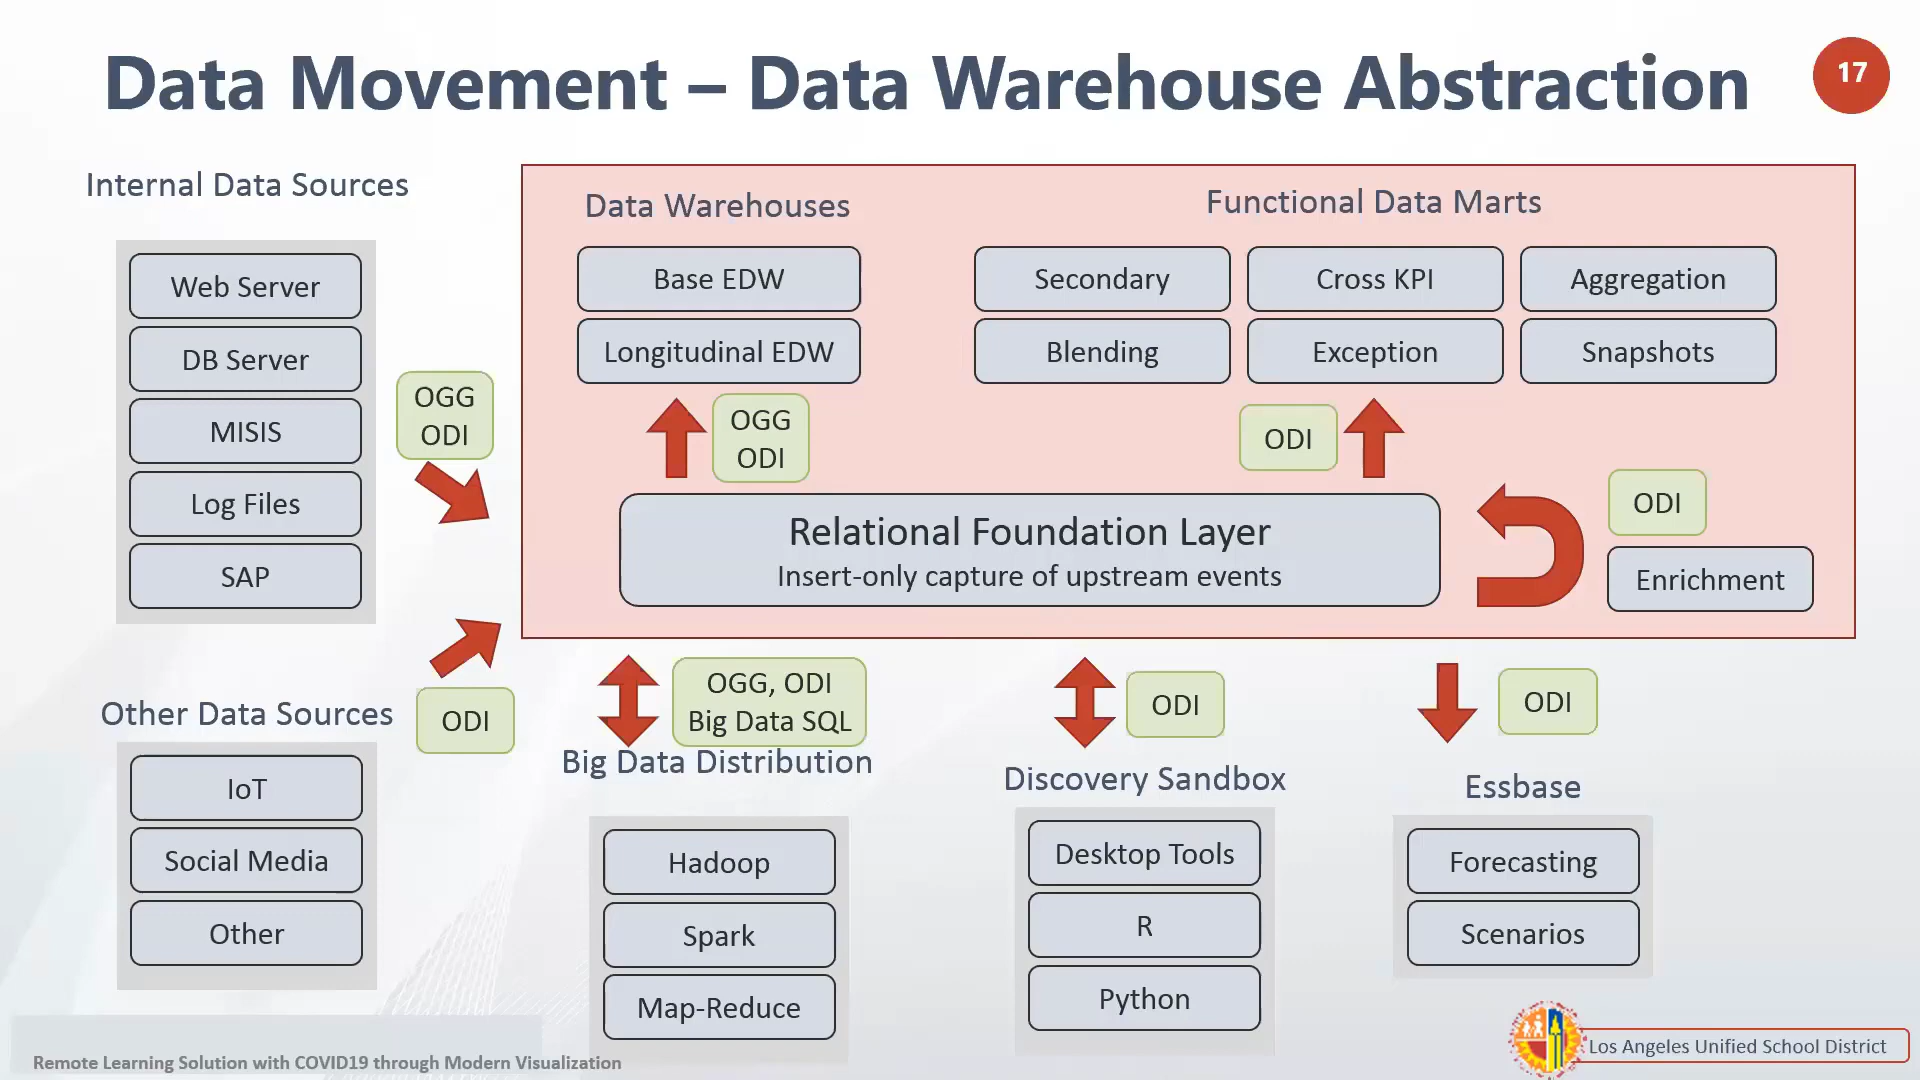 Data Movement – Data Warehouse Abstraction
17
Internal Data Sources
Web Server
DB Server
MISIS
Log Files
SAP
OGG
ODI
Data Warehouses
Base EDW
Longitudinal EDW
Functional Data Marts
Secondary
Cross KPI
Aggregation
Blending
Exception
Snapshots
OGG
ODI
ODI
Relational Foundation Layer
Insert-only capture of upstream events
ODI
Enrichment
Other Data Sources
ODI
IoT
Social Media
Other
OGG, ODI
Big Data SQL
Big Data Distribution
Hadoop
Spark
Map-Reduce
ODI
Discovery Sandbox
Desktop Tools
R
Python
ODI
Essbase
Forecasting
Scenarios
Remote Learning Solution with COVID19 through Modern Visualization
Los Angeles Unified School District